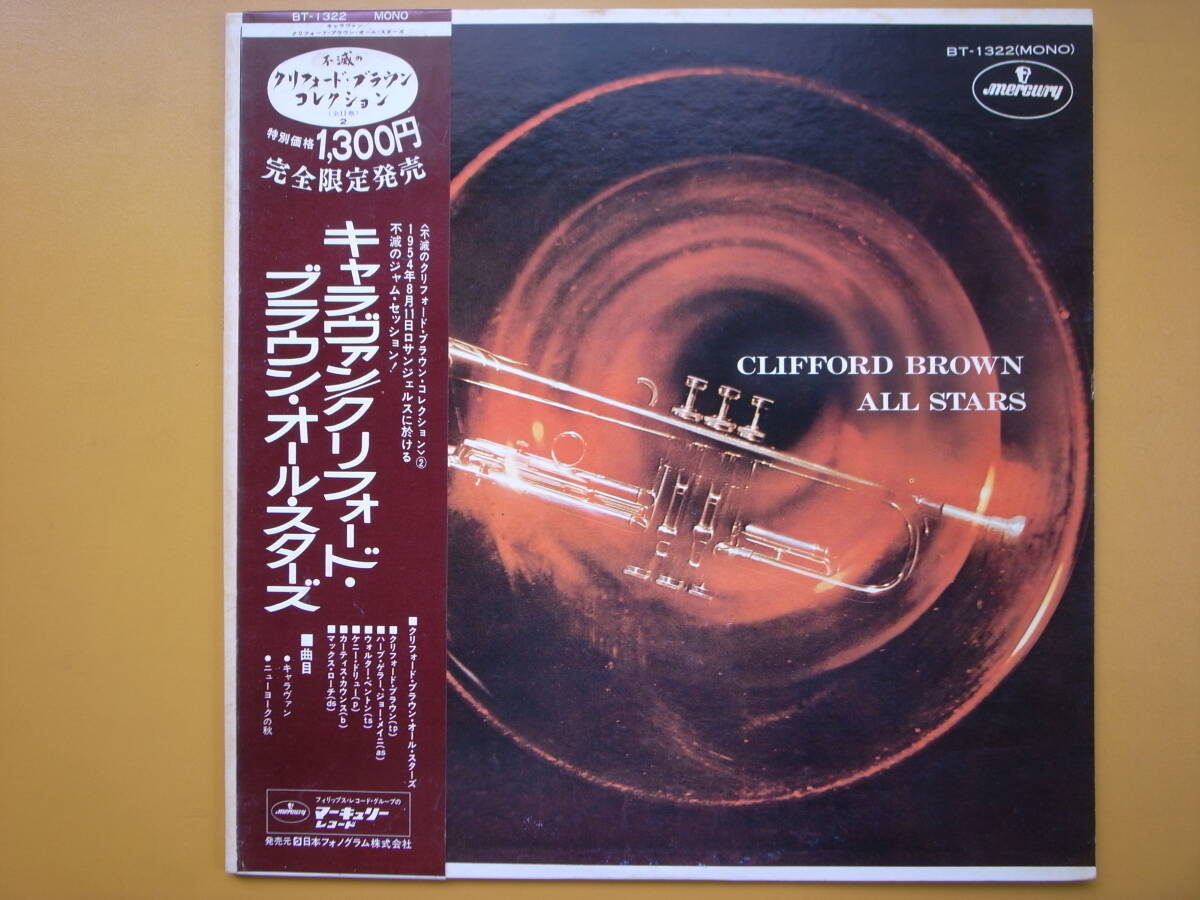 BT-1322 MONO
キャラヴァン/
クリフォード・ブラウン・オール・スターズ
不滅の
クリフォード・ブラウン
コレクション
(全11巻)
2
特別価格1,300円
完全限定発売
〈不滅のクリフォード・ブラウン・コレクション〉②
1954年8月11日ロサンジェルスに於ける
不滅のジャム・セッション!
キャラヴァン/クリフォード・
ブラウン・オール・スターズ
■クリフォード・ブラウン・オール・スターズ
■クリフォード・ブラウン(tp)
■ハーブ・ゲラー、ジョー・メイニ(as)
■ウォルター・ベントン(ts)
■ケニー・ドリュー(p)
■カーティス・カウンス(b)
■マックス・ローチ(ds)
■曲目
●キャラヴァン
●ニューヨークの秋
mercury
フィリップス・レコード・グループの
マーキュリー
レコード
発売元 日本フォノグラム株式会社
BT-1322(MONO)
mercury
CLIFFORD BROWN
ALL STARS